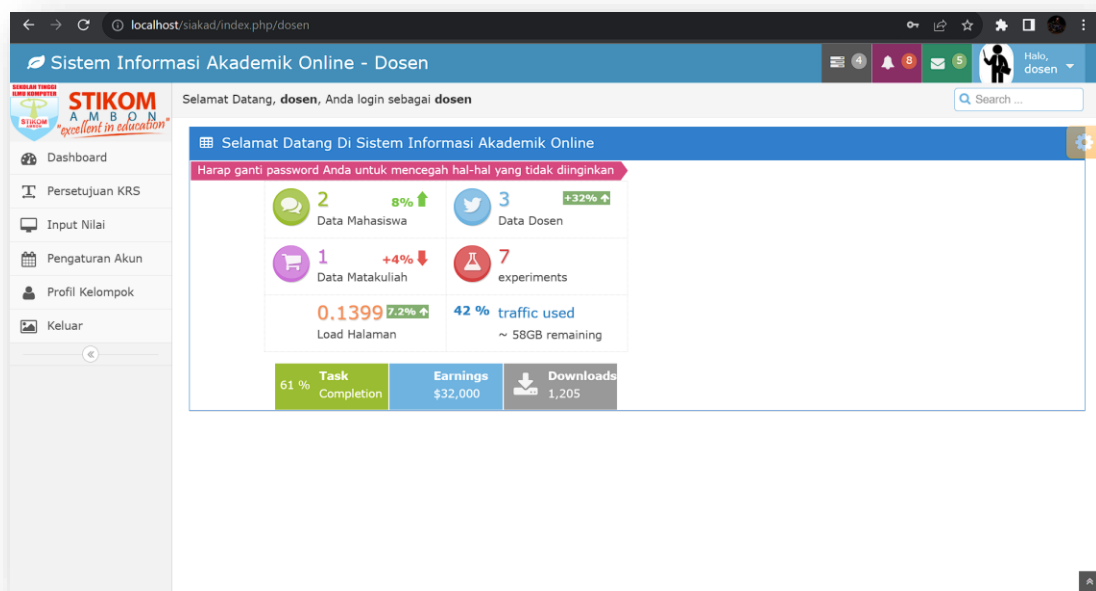 localhost/siakad/index.php/dosen
Sistem Informasi Akademik Online - Dosen
4
8
5
Halo,
dosen
SEKOLAH TINGGI
ILMU KOMPUTER
STIKOM
AMBON
"excellent in education"
STIKOM
Selamat Datang, dosen, Anda login sebagai dosen
Search ...
Dashboard
Persetujuan KRS
Input Nilai
Pengaturan Akun
Profil Kelompok
Keluar
Selamat Datang Di Sistem Informasi Akademik Online
Harap ganti password Anda untuk mencegah hal-hal yang tidak diinginkan
2 8%
Data Mahasiswa
3 +32%
Data Dosen
1 +4%
Data Matakuliah
7
experiments
0.1399 7.2%
Load Halaman
42 % traffic used
~ 58GB remaining
61 % Task
Completion
Earnings
$32,000
Downloads
1,205